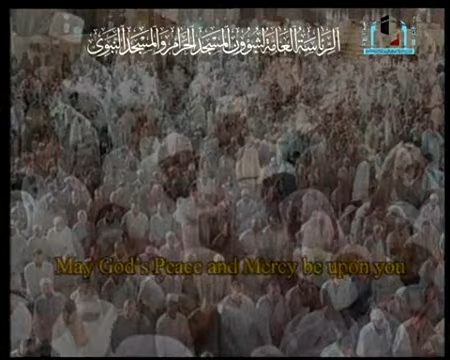 الرئاسة العامة لشؤون المسجد الحرام والمسجد النبوي
May God's Peace and Mercy be upon you